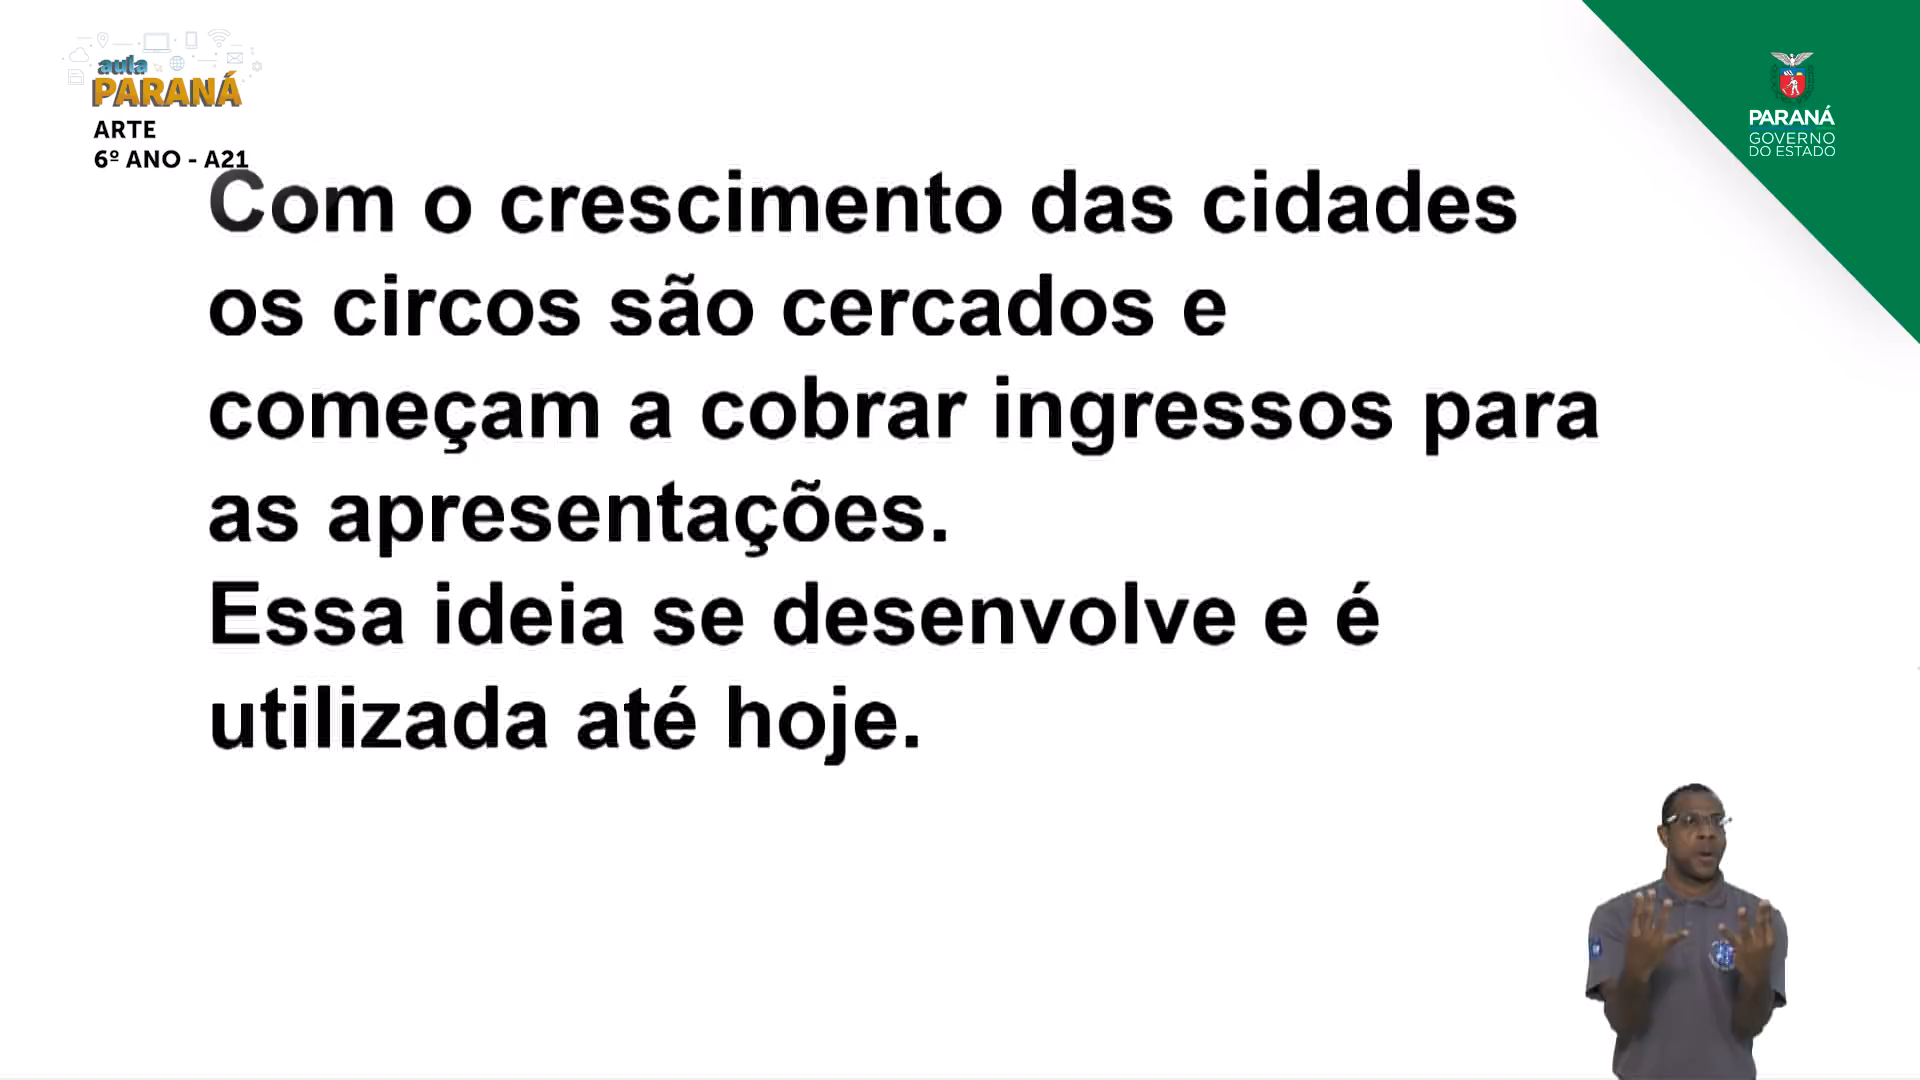 aula
PARANÁ
ARTE
6º ANO - A21
PARANÁ
GOVERNO
DO ESTADO
Com o crescimento das cidades
os circos são cercados e
começam a cobrar ingressos para
as apresentações.
Essa ideia se desenvolve e é
utilizada até hoje.